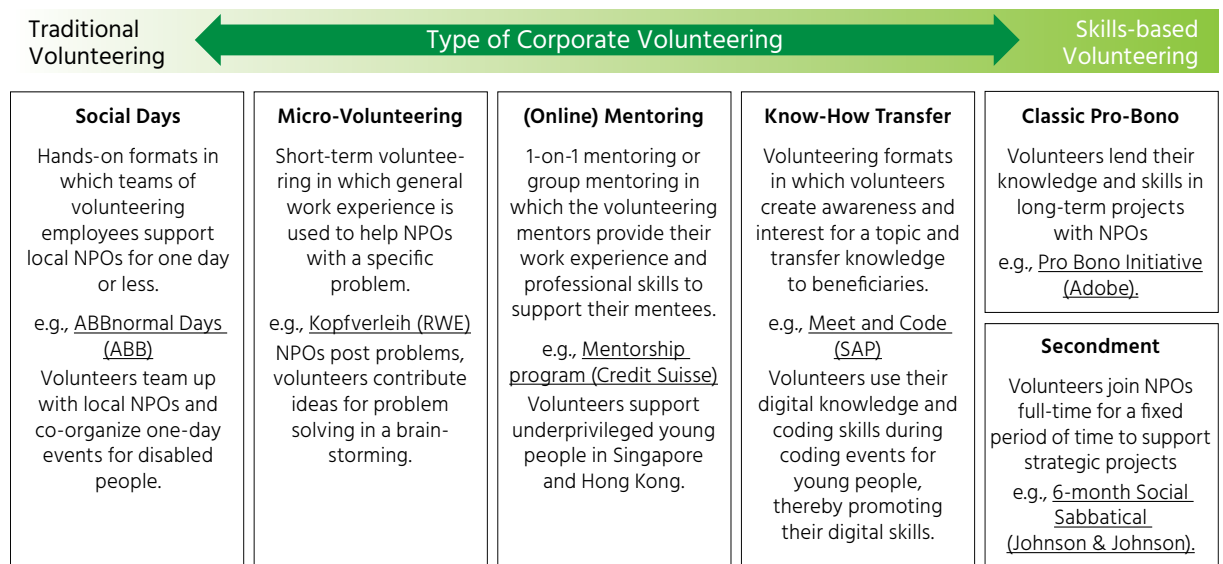 Traditional
Volunteering
Type of Corporate Volunteering
Skills-based
Volunteering
Social Days
Hands-on formats in
which teams of
volunteering
employees support
local NPOs for one day
or less.
e.g., ABBnormal Days
(ABB)
Volunteers team up
with local NPOs and
co-organize one-day
events for disabled
people.
Micro-Volunteering
Short-term voluntee-
ring in which general
work experience is
used to help NPOs
with a specific
problem.
e.g., Kopfverleih (RWE)
NPOs post problems,
volunteers contribute
ideas for problem
solving in a brain-
storming.
(Online) Mentoring
1-on-1 mentoring or
group mentoring in
which the volunteering
mentors provide their
work experience and
professional skills to
support their mentees.
e.g., Mentorship
program (Credit Suisse)
Volunteers support
underprivileged young
people in Singapore
and Hong Kong.
Know-How Transfer
Volunteering formats
in which volunteers
create awareness and
interest for a topic and
transfer knowledge
to beneficiaries.
e.g., Meet and Code
(SAP)
Volunteers use their
digital knowledge and
coding skills during
coding events for
young people,
thereby promoting
their digital skills.
Classic Pro-Bono
Volunteers lend their
knowledge and skills in
long-term projects
with NPOs
e.g., Pro Bono Initiative
(Adobe).
Secondment
Volunteers join NPOs
full-time for a fixed
period of time to support
strategic projects
e.g., 6-month Social
Sabbatical
(Johnson & Johnson).